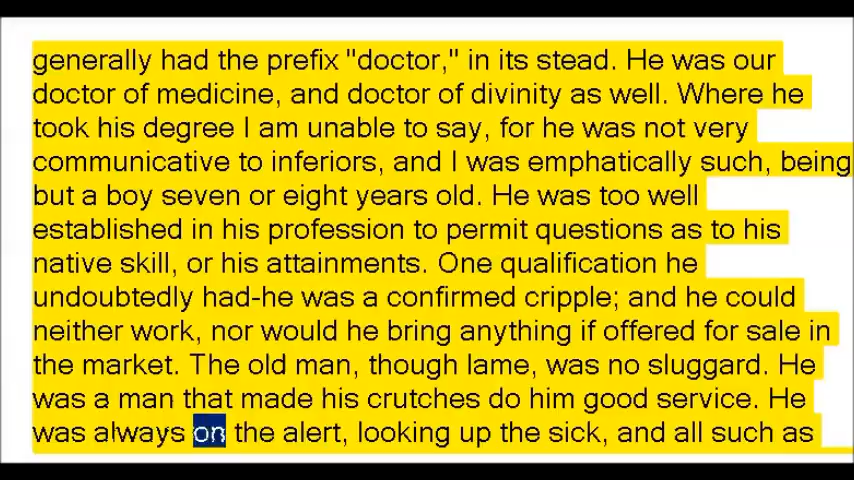 generally had the prefix "doctor," in its stead. He was our
doctor of medicine, and doctor of divinity as well. Where he
took his degree I am unable to say, for he was not very
communicative to inferiors, and I was emphatically such, being
but a boy seven or eight years old. He was too well
established in his profession to permit questions as to his
native skill, or his attainments. One qualification he
undoubtedly had-he was a confirmed cripple; and he could
neither work, nor would he bring anything if offered for sale in
the market. The old man, though lame, was no sluggard. He
was a man that made his crutches do him good service. He
was always on the alert, looking up the sick, and all such as